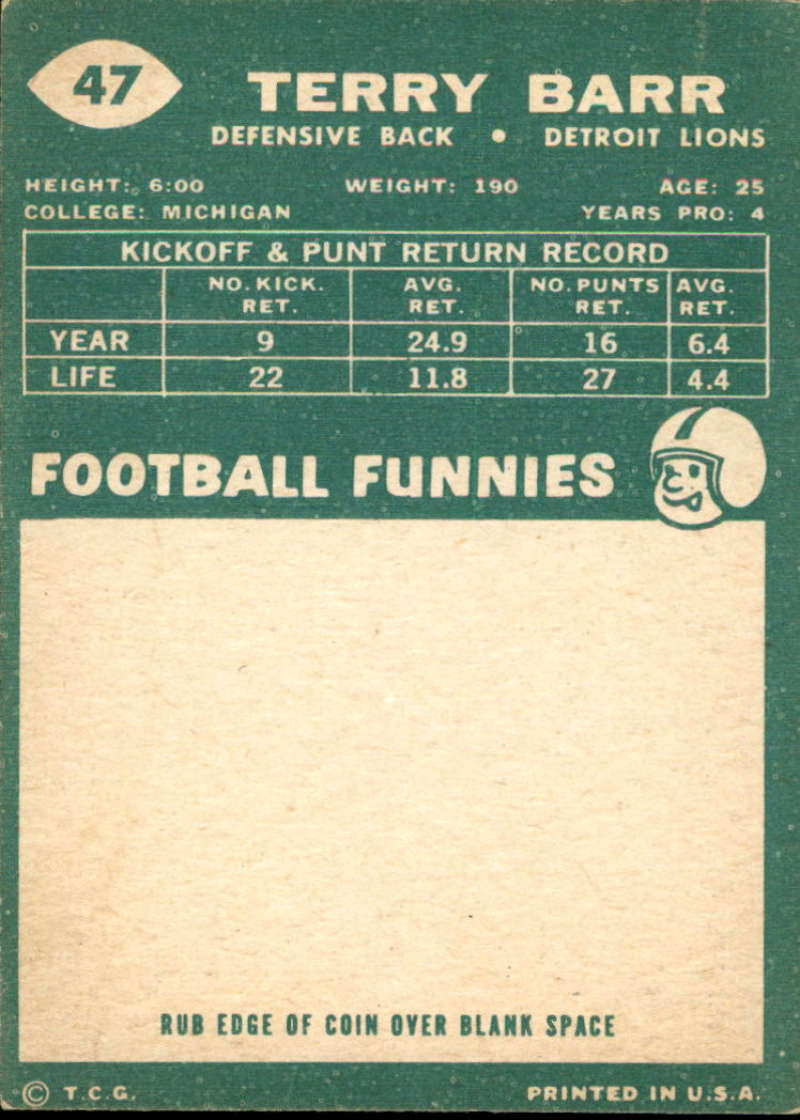 47
TERRY BARR
DEFENSIVE BACK • DETROIT LIONS
HEIGHT: 6:00 WEIGHT: 190 AGE: 25
COLLEGE: MICHIGAN YEARS PRO: 4
KICKOFF & PUNT RETURN RECORD
NO. KICK. RET. AVG. RET. NO. PUNTS RET. AVG. RET.
YEAR 9 24.9 16 6.4
LIFE 22 11.8 27 4.4
FOOTBALL FUNNIES
RUB EDGE OF COIN OVER BLANK SPACE
© T.C.G. PRINTED IN U.S.A.